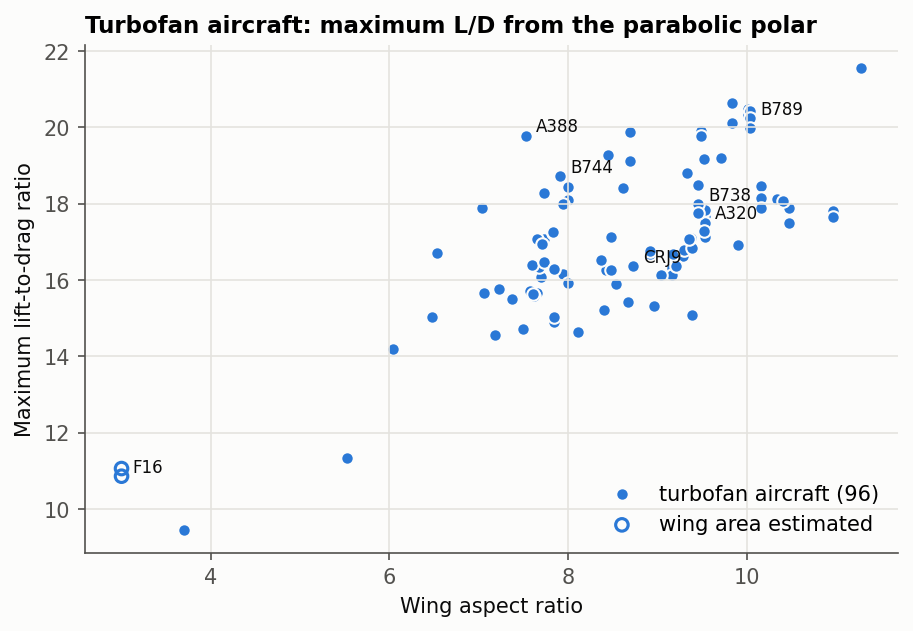 Turbofan aircraft: maximum L/D from the parabolic polar
Maximum lift-to-drag ratio
22
20
18
16
14
12
10
A388
B789
B744
B738
A320
CRJ9
F16
turbofan aircraft (96)
wing area estimated
4
6
8
10
Wing aspect ratio